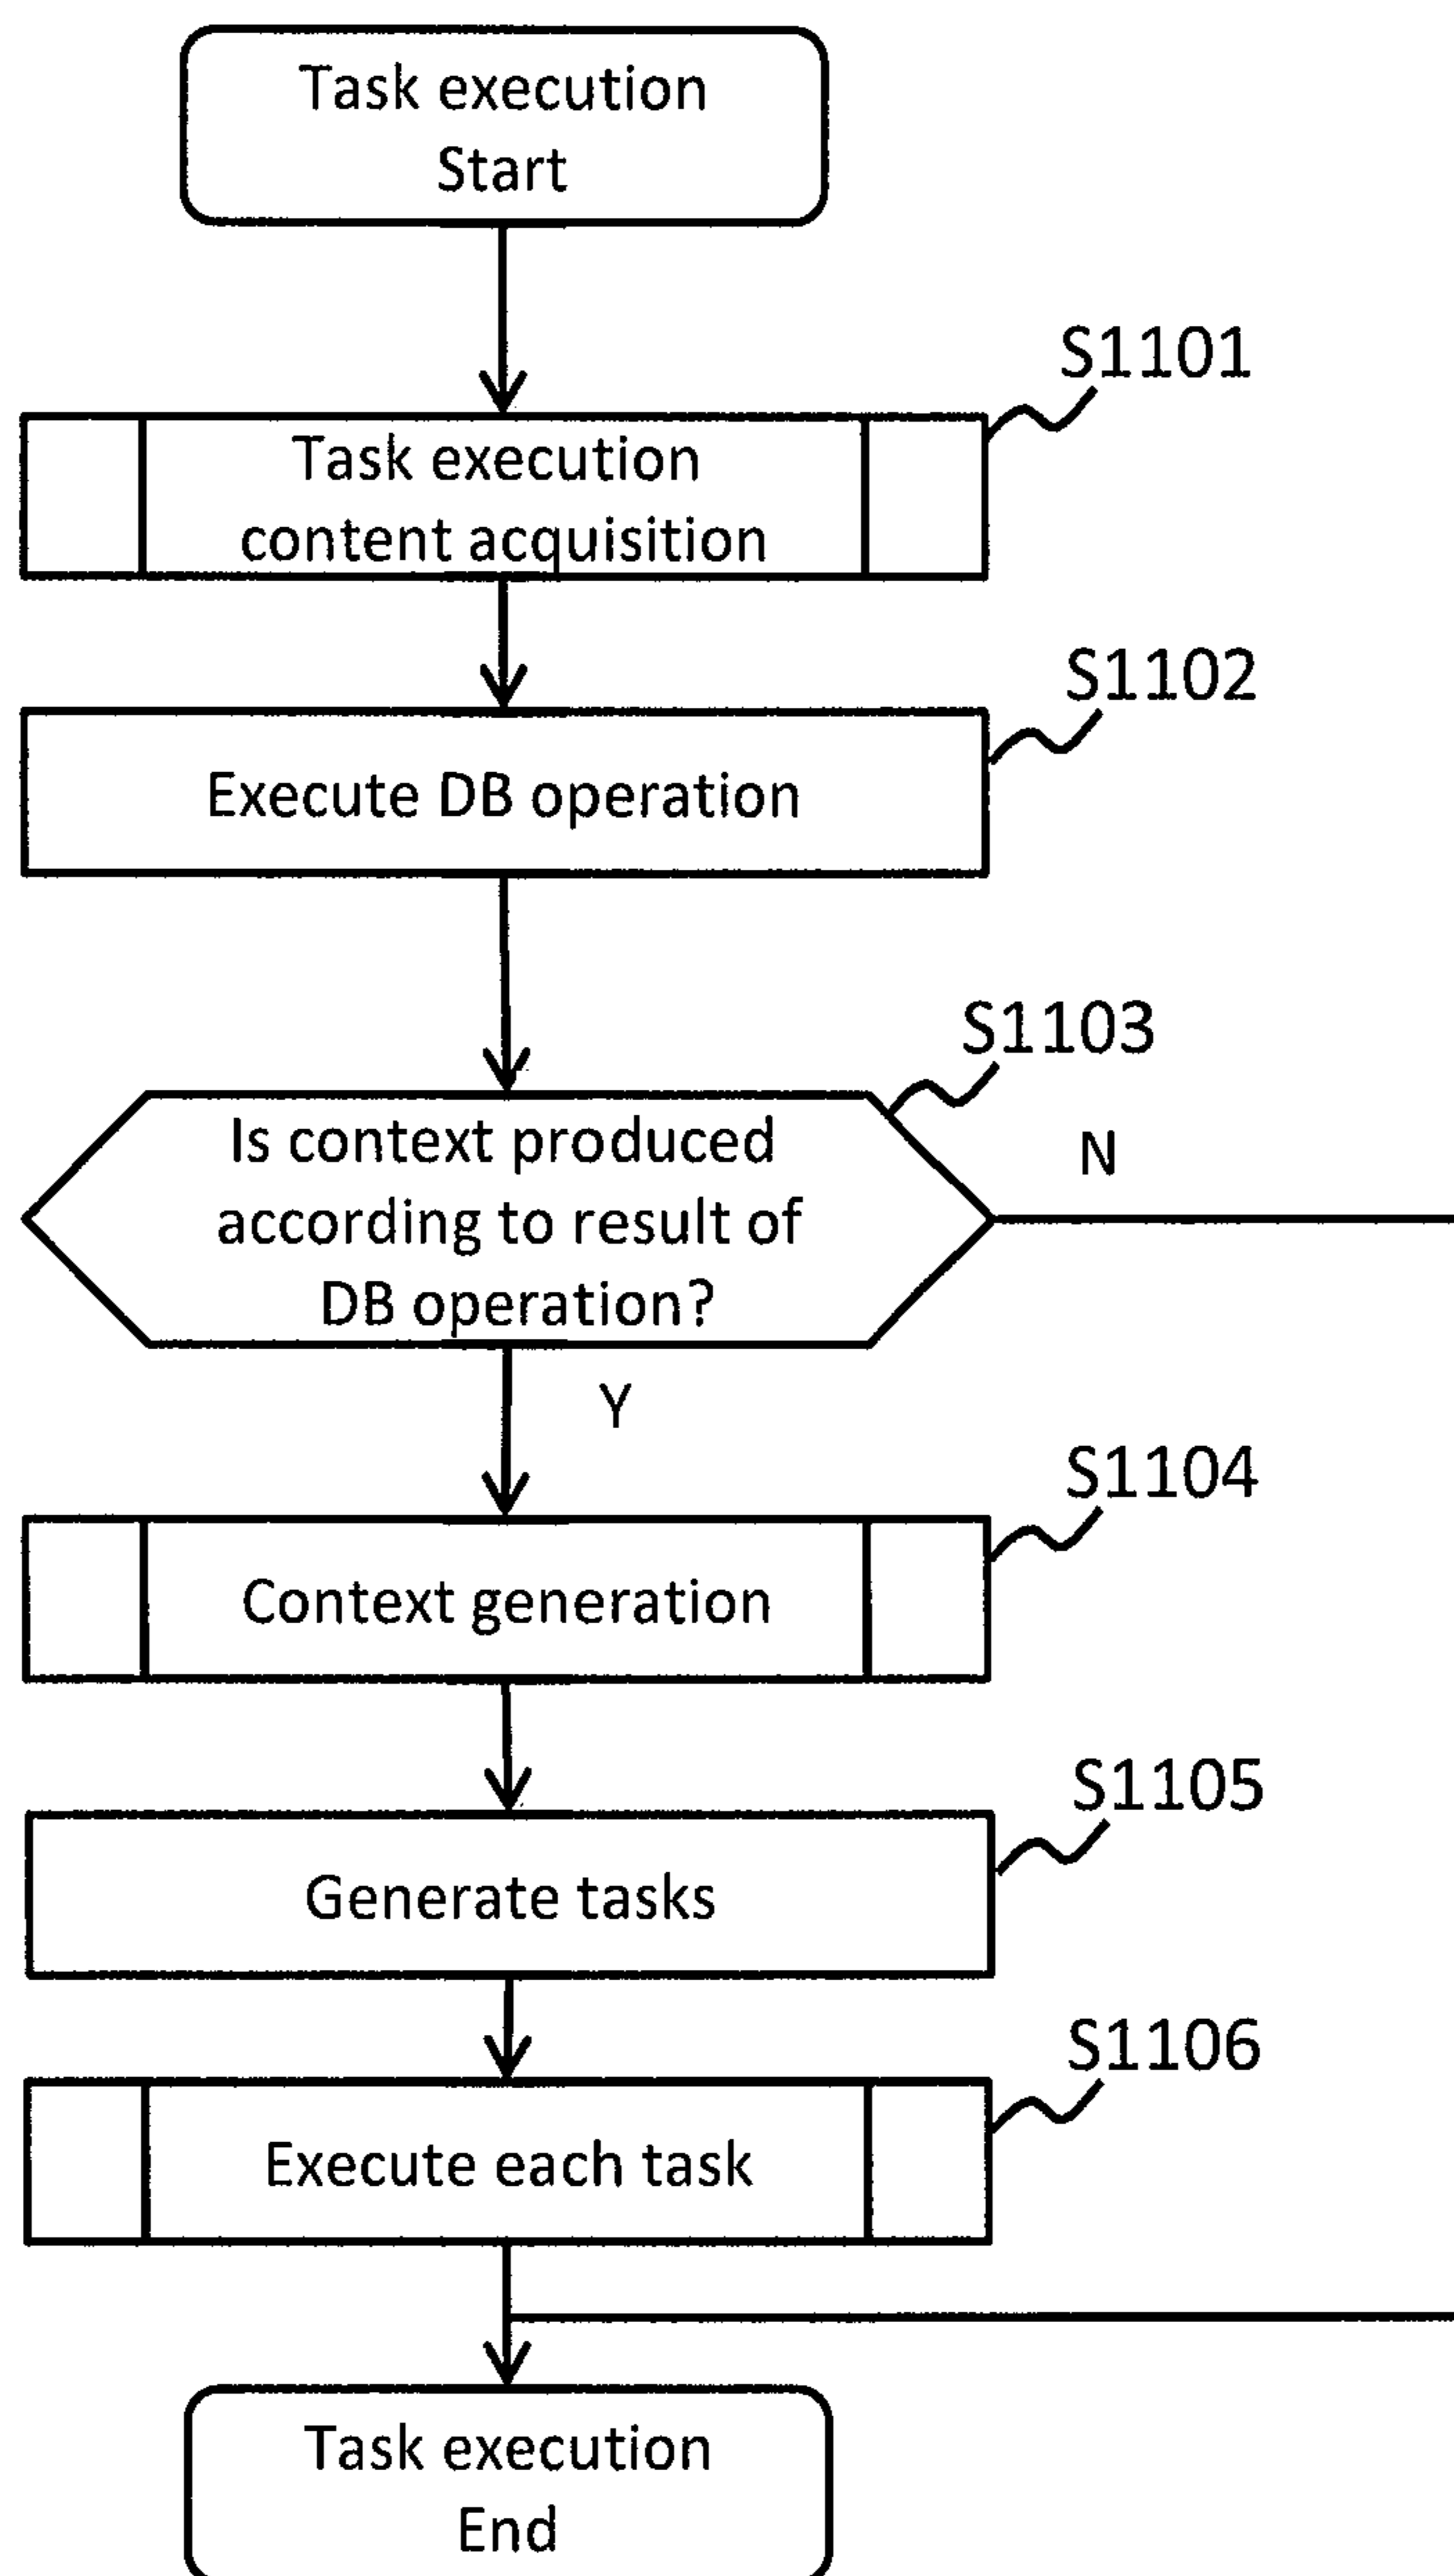 Task execution
Start
S1101
Task execution
content acquisition
S1102
Execute DB operation
S1103
Is context produced
according to result of
DB operation?
N
Y
S1104
Context generation
S1105
Generate tasks
S1106
Execute each task
Task execution
End